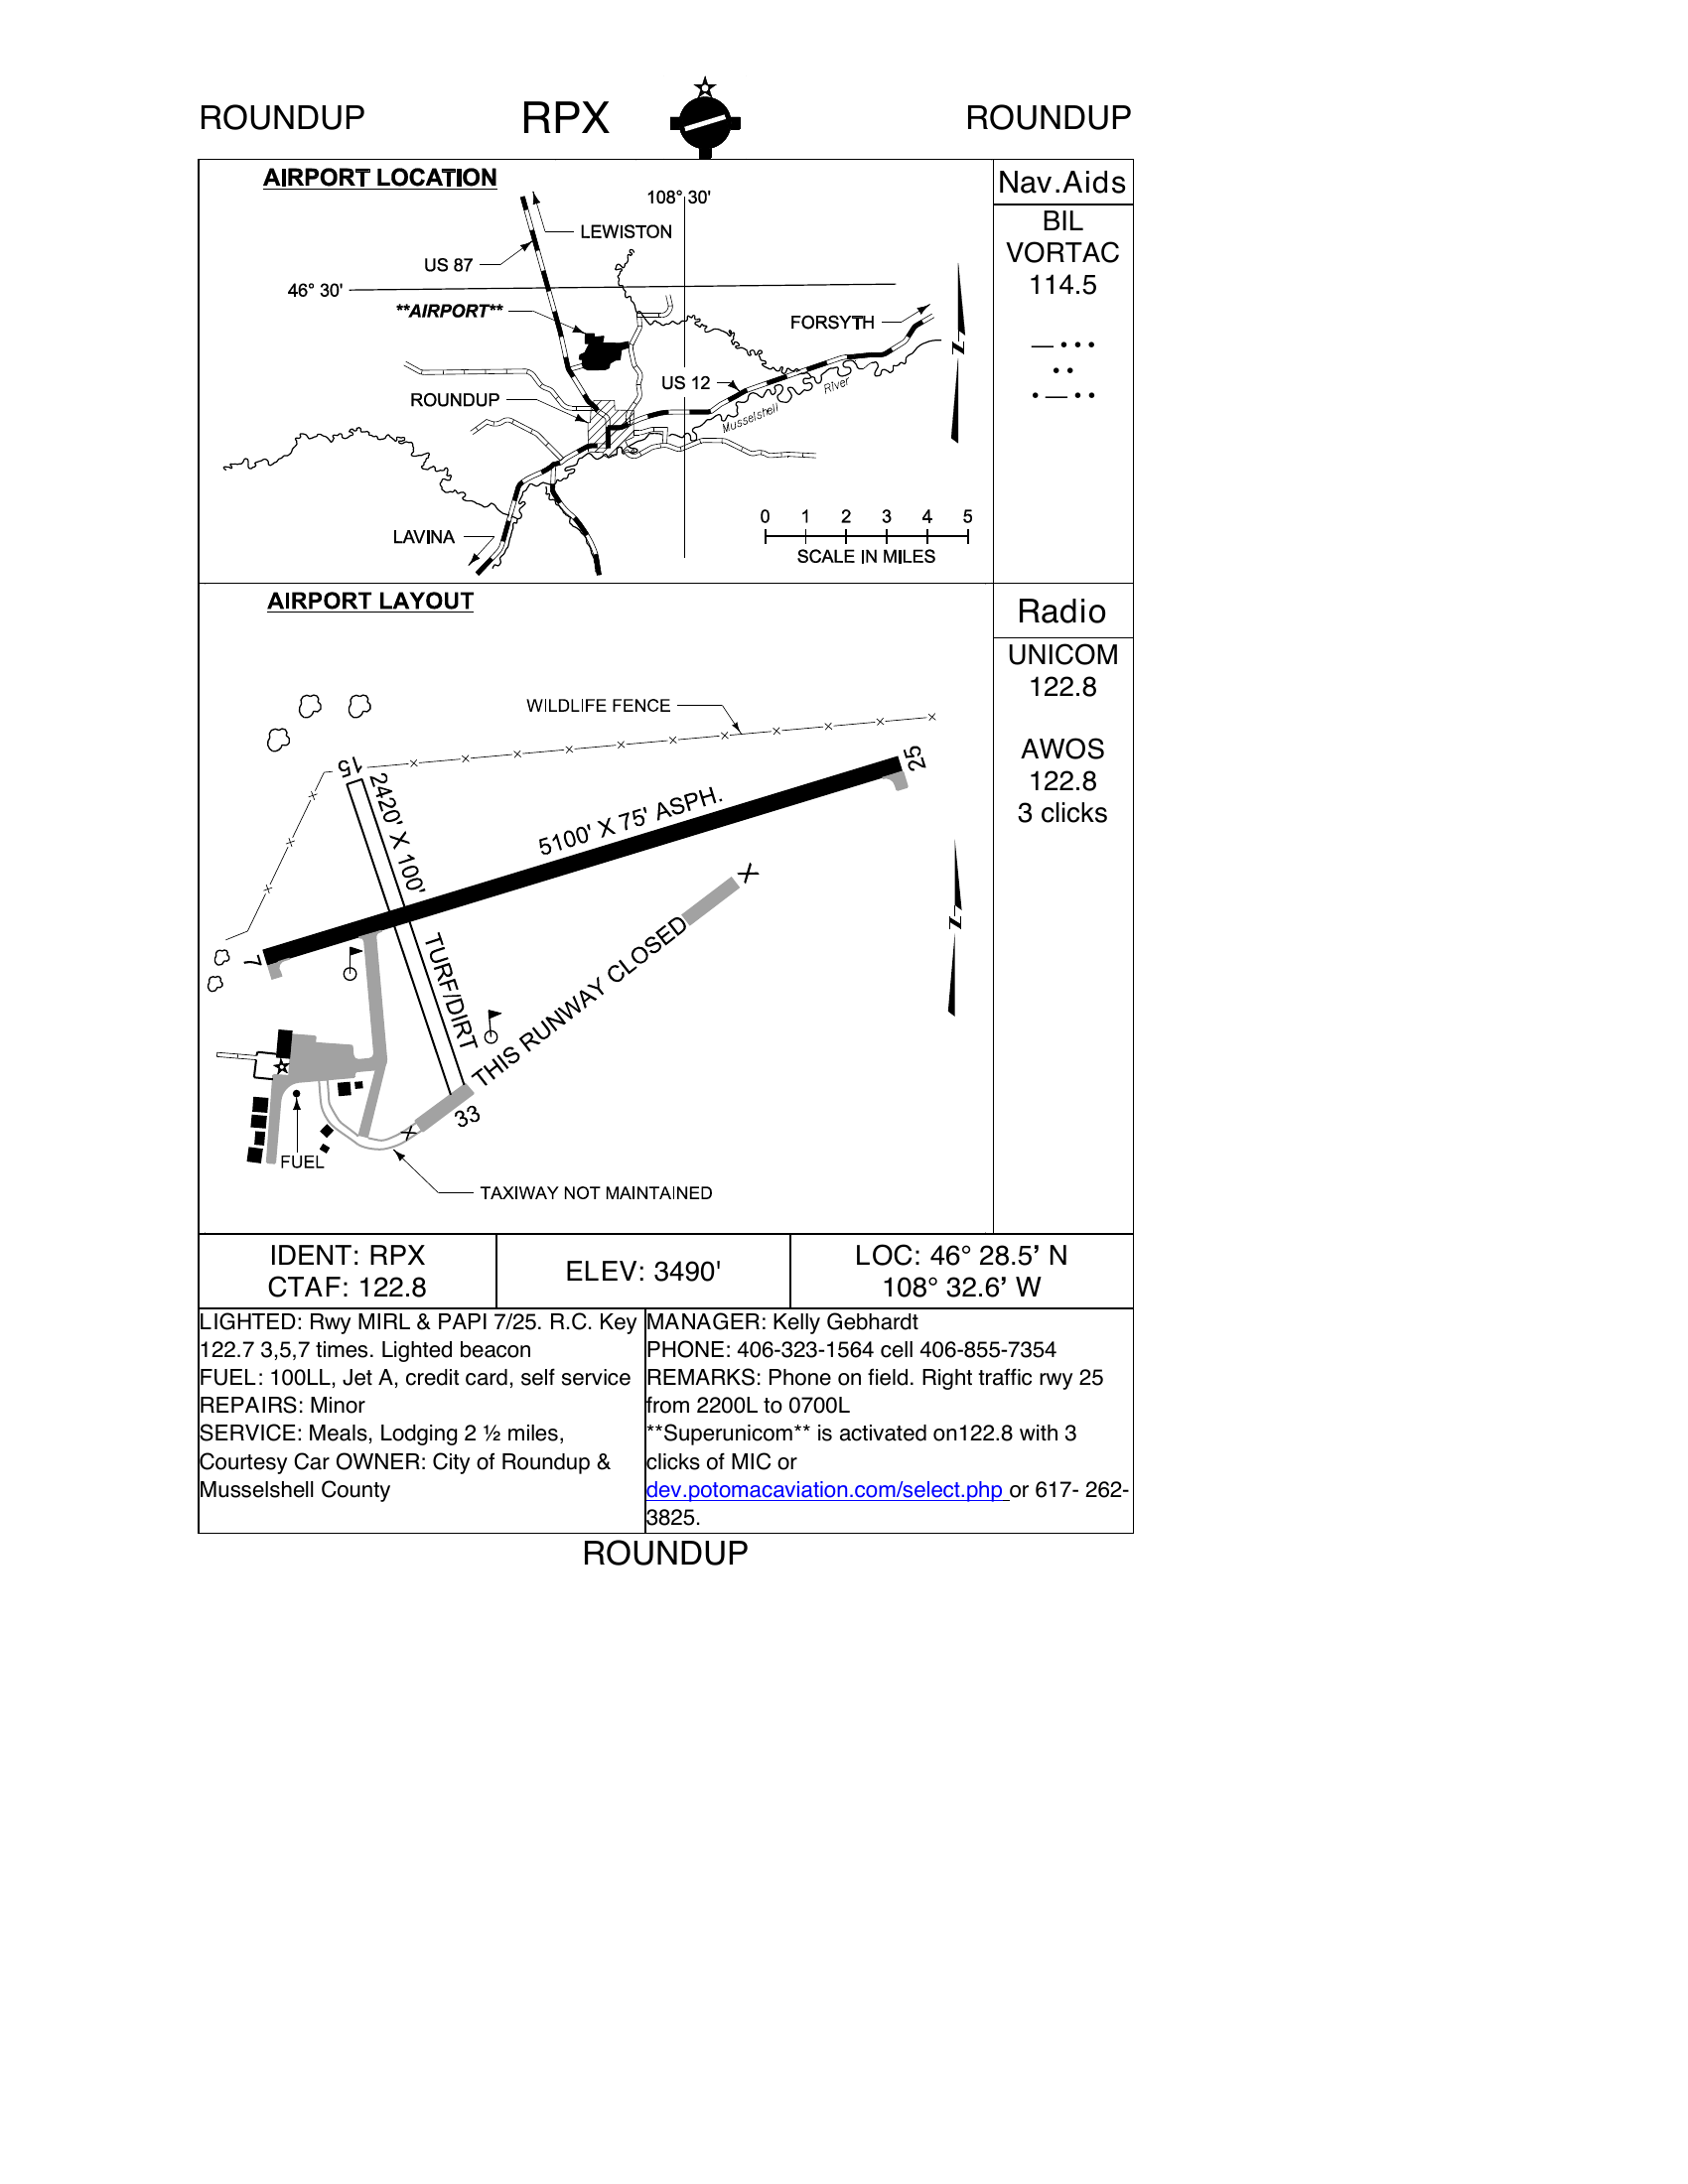 ROUNDUP RPX ROUNDUP
AIRPORT LOCATION
108° 30'
LEWISTON
US 87
46° 30'
**AIRPORT**
FORSYTH
US 12
River
ROUNDUP
Musselshell
0 1 2 3 4 5
LAVINA
SCALE IN MILES
N
Nav.Aids
BIL
VORTAC
114.5
AIRPORT LAYOUT
WILDLIFE FENCE
15
25
2420' X 100'
5100' X 75' ASPH.
7
TURF/DIRT
THIS RUNWAY CLOSED
33
FUEL
TAXIWAY NOT MAINTAINED
N
Radio
UNICOM
122.8
AWOS
122.8
3 clicks
IDENT: RPX
CTAF: 122.8
ELEV: 3490'
LOC: 46° 28.5’ N
108° 32.6’ W
LIGHTED: Rwy MIRL & PAPI 7/25. R.C. Key
122.7 3,5,7 times. Lighted beacon
FUEL: 100LL, Jet A, credit card, self service
REPAIRS: Minor
SERVICE: Meals, Lodging 2 ½ miles,
Courtesy Car OWNER: City of Roundup &
Musselshell County
MANAGER: Kelly Gebhardt
PHONE: 406-323-1564 cell 406-855-7354
REMARKS: Phone on field. Right traffic rwy 25
from 2200L to 0700L
**Superunicom** is activated on122.8 with 3
clicks of MIC or
dev.potomacaviation.com/select.php or 617- 262-
3825.
ROUNDUP